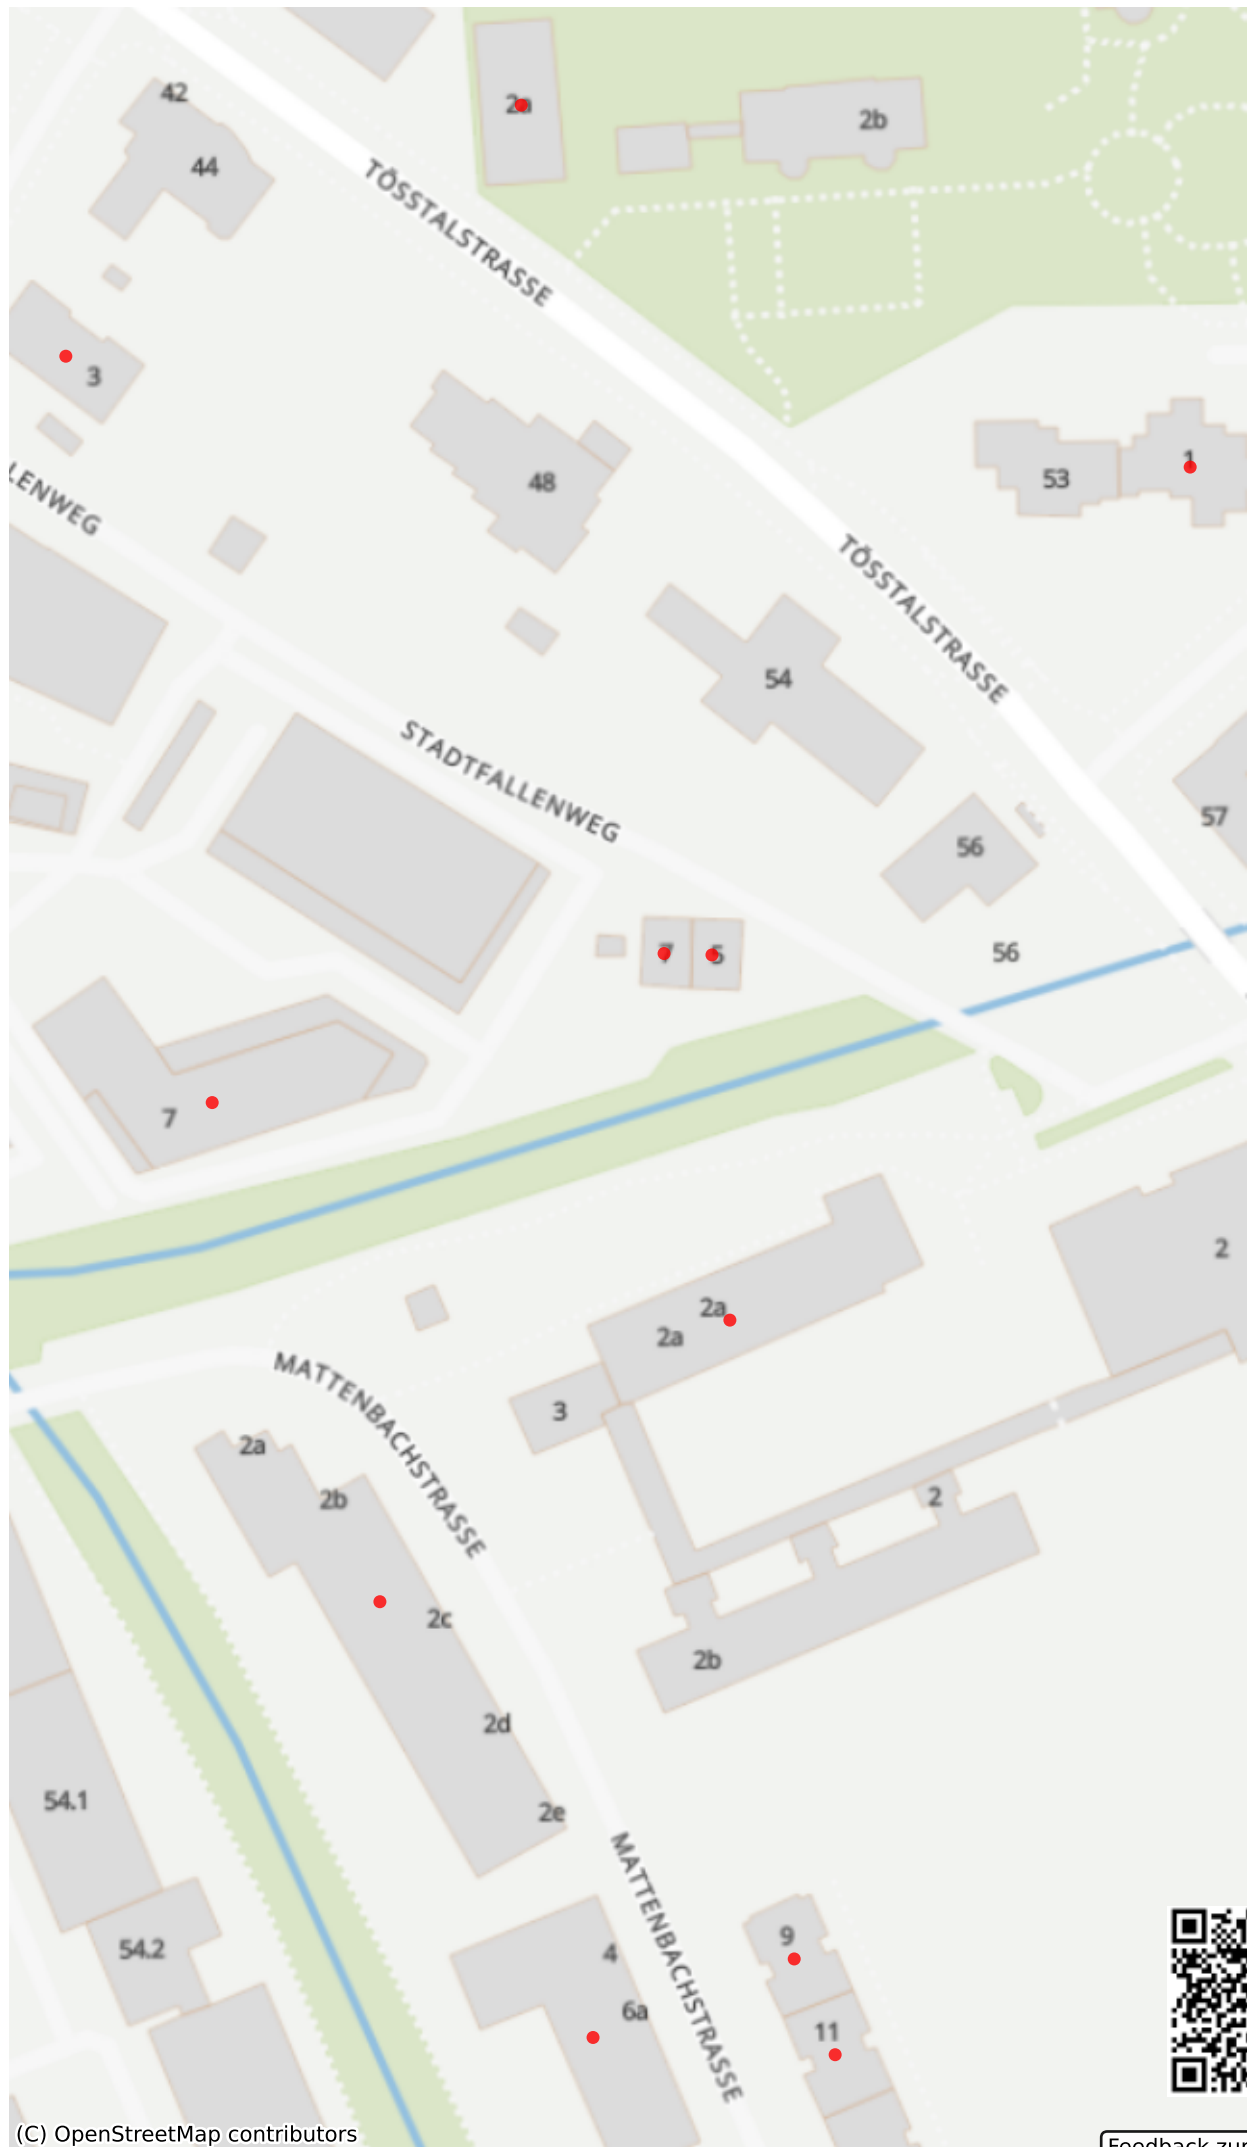 42
2a
2b
44
TÖSSTALSTRASSE
3
1
53
48
LENWEG
TÖSSTALSTRASSE
54
STADTFALLENWEG
57
56
7
5
56
7
2
2a
2a
MATTENBACHSTRASSE
3
2a
2b
2
2c
2b
2d
54.1
2e
MATTENBACHSTRASSE
9
54.2
4
6a
11
(C) OpenStreetMap contributors